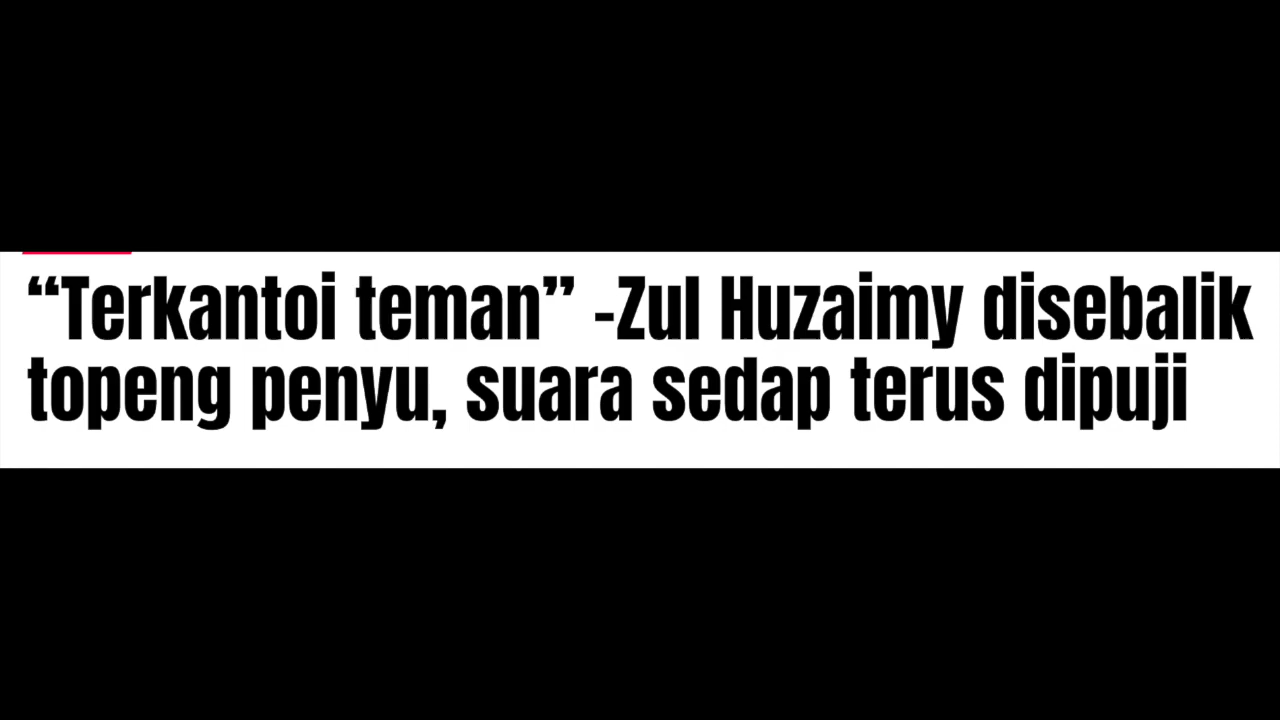 “Terkantoi teman” -Zul Huzaimy disebalik
topeng penyu, suara sedap terus dipuji